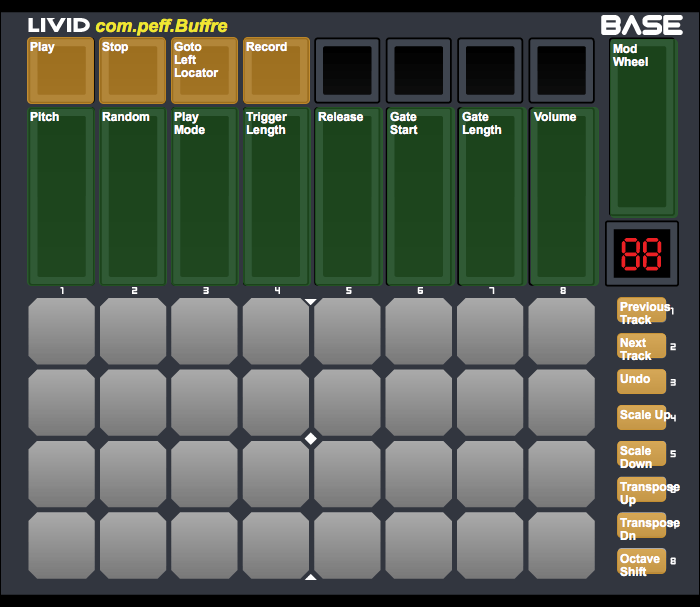 LIVID com.peff.Buffre
BASE
Play
Stop
Goto
Left
Locator
Record
Mod
Wheel
Pitch
Random
Play
Mode
Trigger
Length
Release
Gate
Start
Gate
Length
Volume
88
1 2 3 4 5 6 7 8
Previous 1
Track
Next 2
Track
Undo 3
Scale Up 4
Scale 5
Down
Transpose
Up
Transpose
Dn
Octave 8
Shift